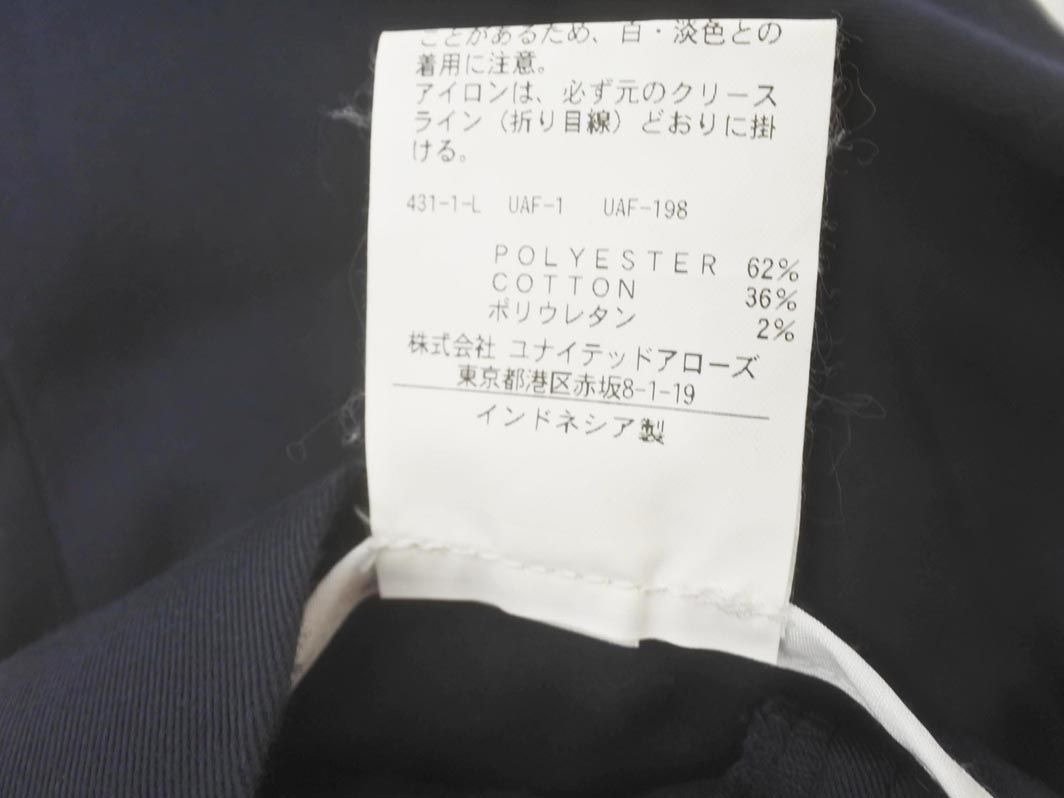 ことがあるため、白・淡色との
着用に注意。
アイロンは、必ず元のクリース
ライン（折り目線）どおりに掛
ける。
431-1-L UAF-1 UAF-198
POLYESTER 62%
COTTON 36%
ポリウレタン 2%
株式会社 ユナイテッドアローズ
東京都港区赤坂8-1-19
インドネシア製